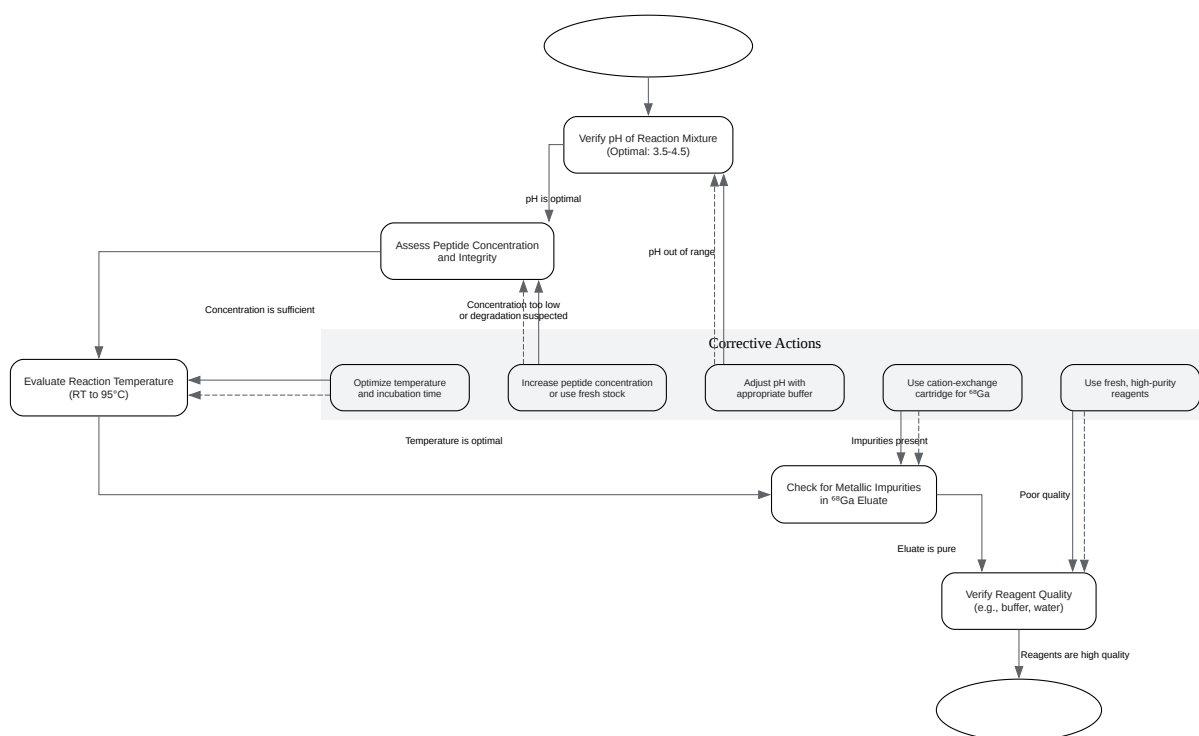 Verify pH of Reaction Mixture
(Optimal: 3.5-4.5)
pH is optimal
Assess Peptide Concentration
and Integrity
pH out of range
Concentration is sufficient
Concentration too low
or degradation suspected
Corrective Actions
Evaluate Reaction Temperature
(RT to 95°C)
Optimize temperature
and incubation time
Increase peptide concentration
or use fresh stock
Adjust pH with
appropriate buffer
Use cation-exchange
cartridge for ⁶⁸Ga
Use fresh, high-purity
reagents
Temperature is optimal
Impurities present
Check for Metallic Impurities
in ⁶⁸Ga Eluate
Poor quality
Eluate is pure
Verify Reagent Quality
(e.g., buffer, water)
Reagents are high quality